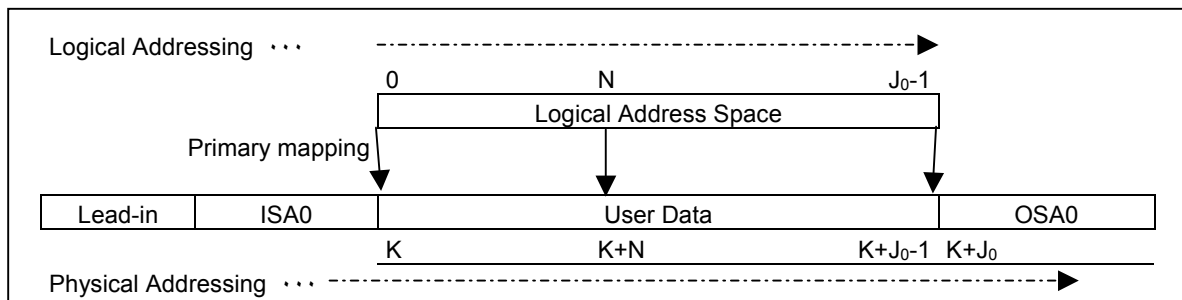 Logical Addressing ···
0 N J₀-1
Logical Address Space
Primary mapping
Lead-in ISA0 User Data OSA0
K K+N K+J₀-1 K+J₀
Physical Addressing ···